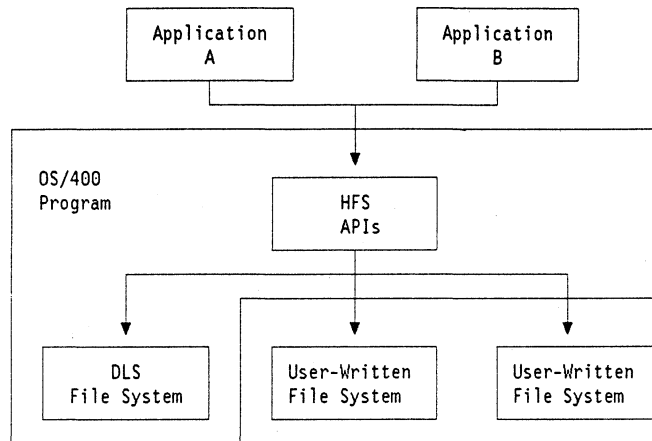 Application
A
Application
B
OS/400
Program
HFS
APIs
DLS
File System
User-Written
File System
User-Written
File System